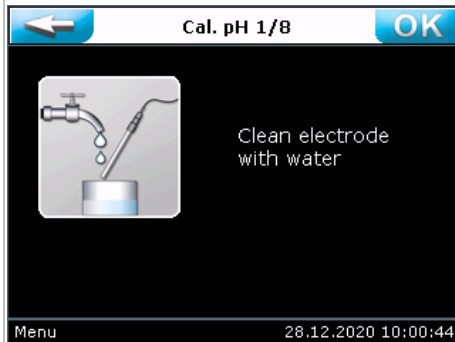 Cal. pH 1/8
OK
Clean electrode
with water
Menu
28.12.2020 10:00:44